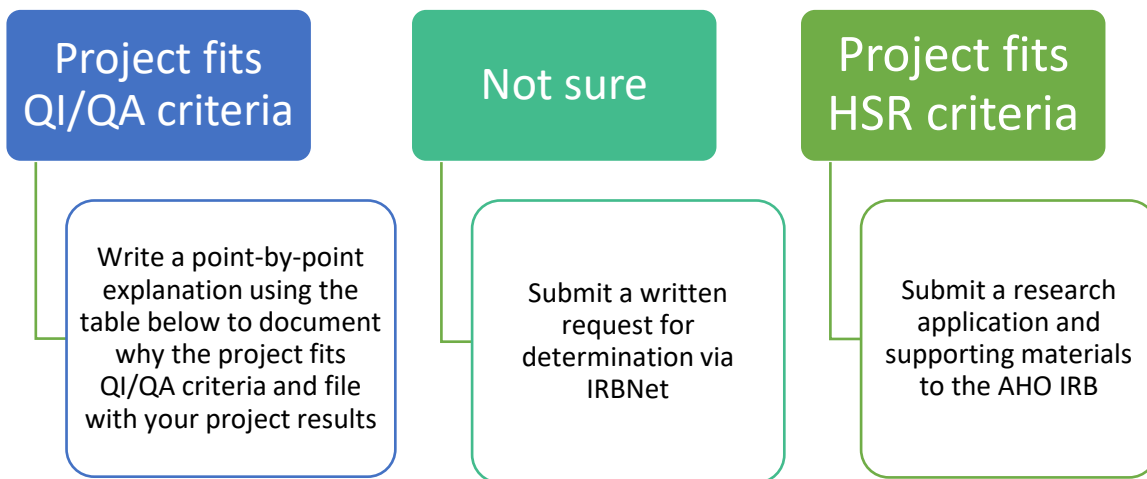 Project fits
QI/QA criteria
Write a point-by-point
explanation using the
table below to document
why the project fits
QI/QA criteria and file
with your project results
Not sure
Submit a written
request for
determination via
IRBNet
Project fits
HSR criteria
Submit a research
application and
supporting materials
to the AHO IRB